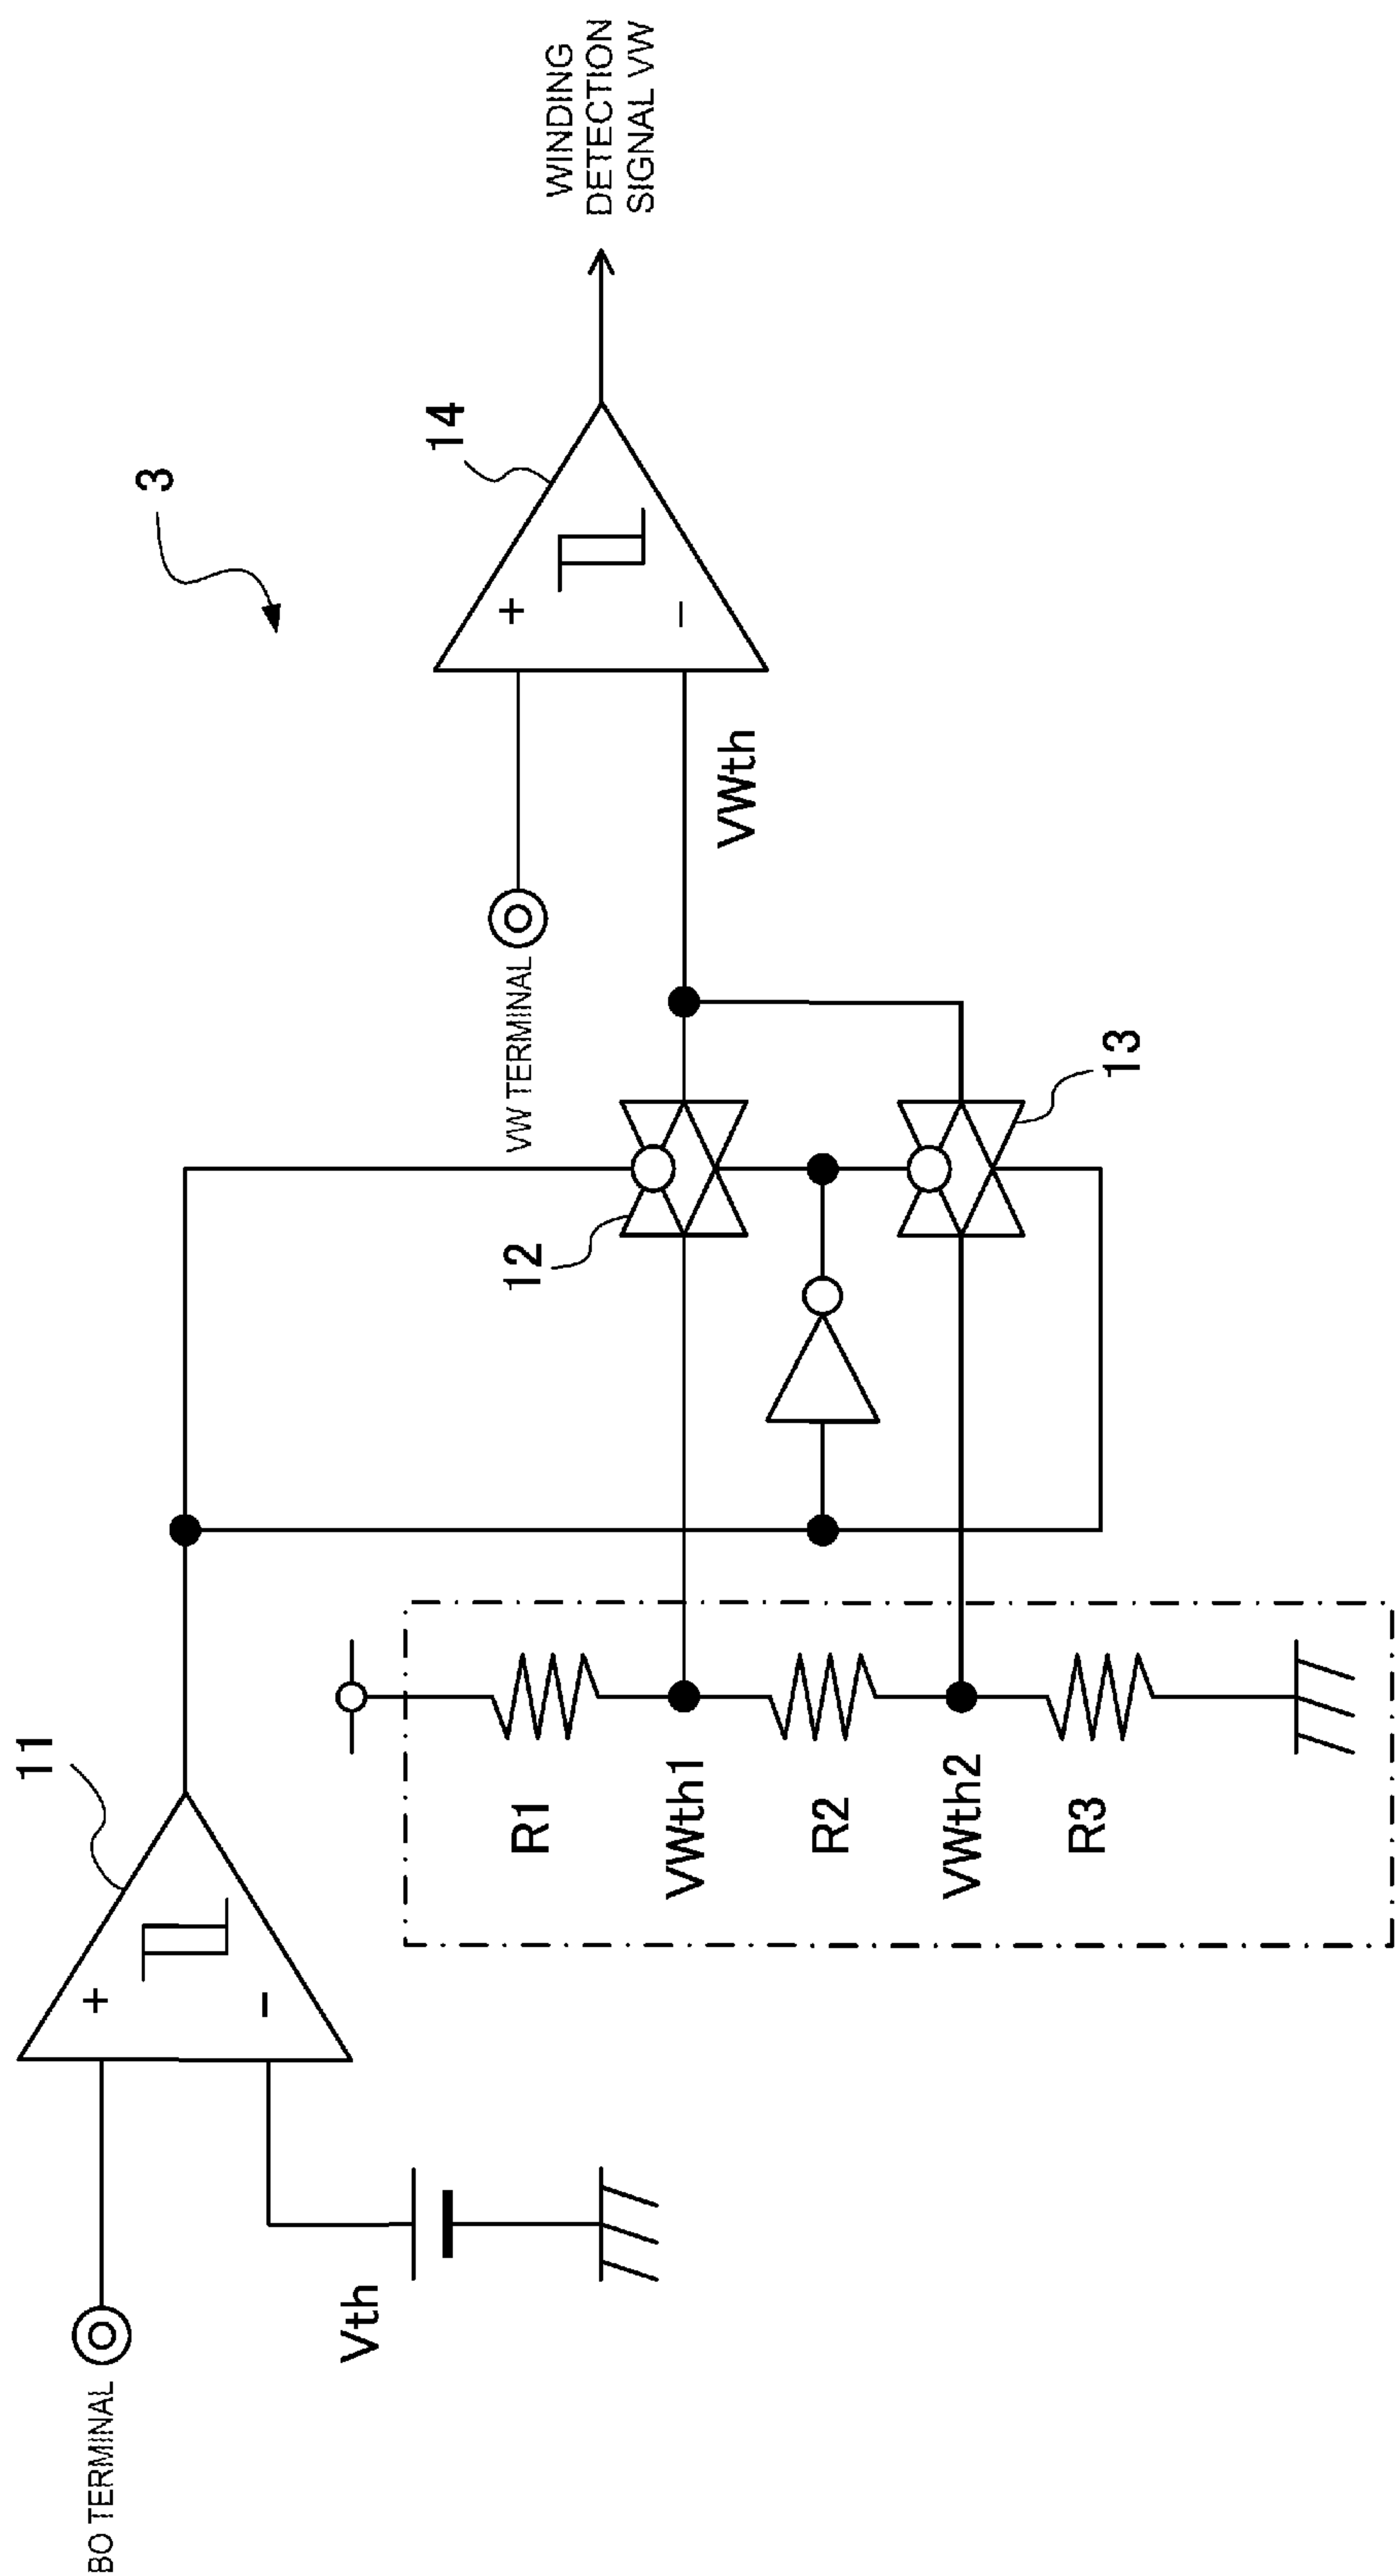 3
11
12
13
14
BO TERMINAL
+
−
Vth
R1
VWth1
R2
VWth2
R3
VW TERMINAL
+
−
VWth
WINDING
DETECTION
SIGNAL VW